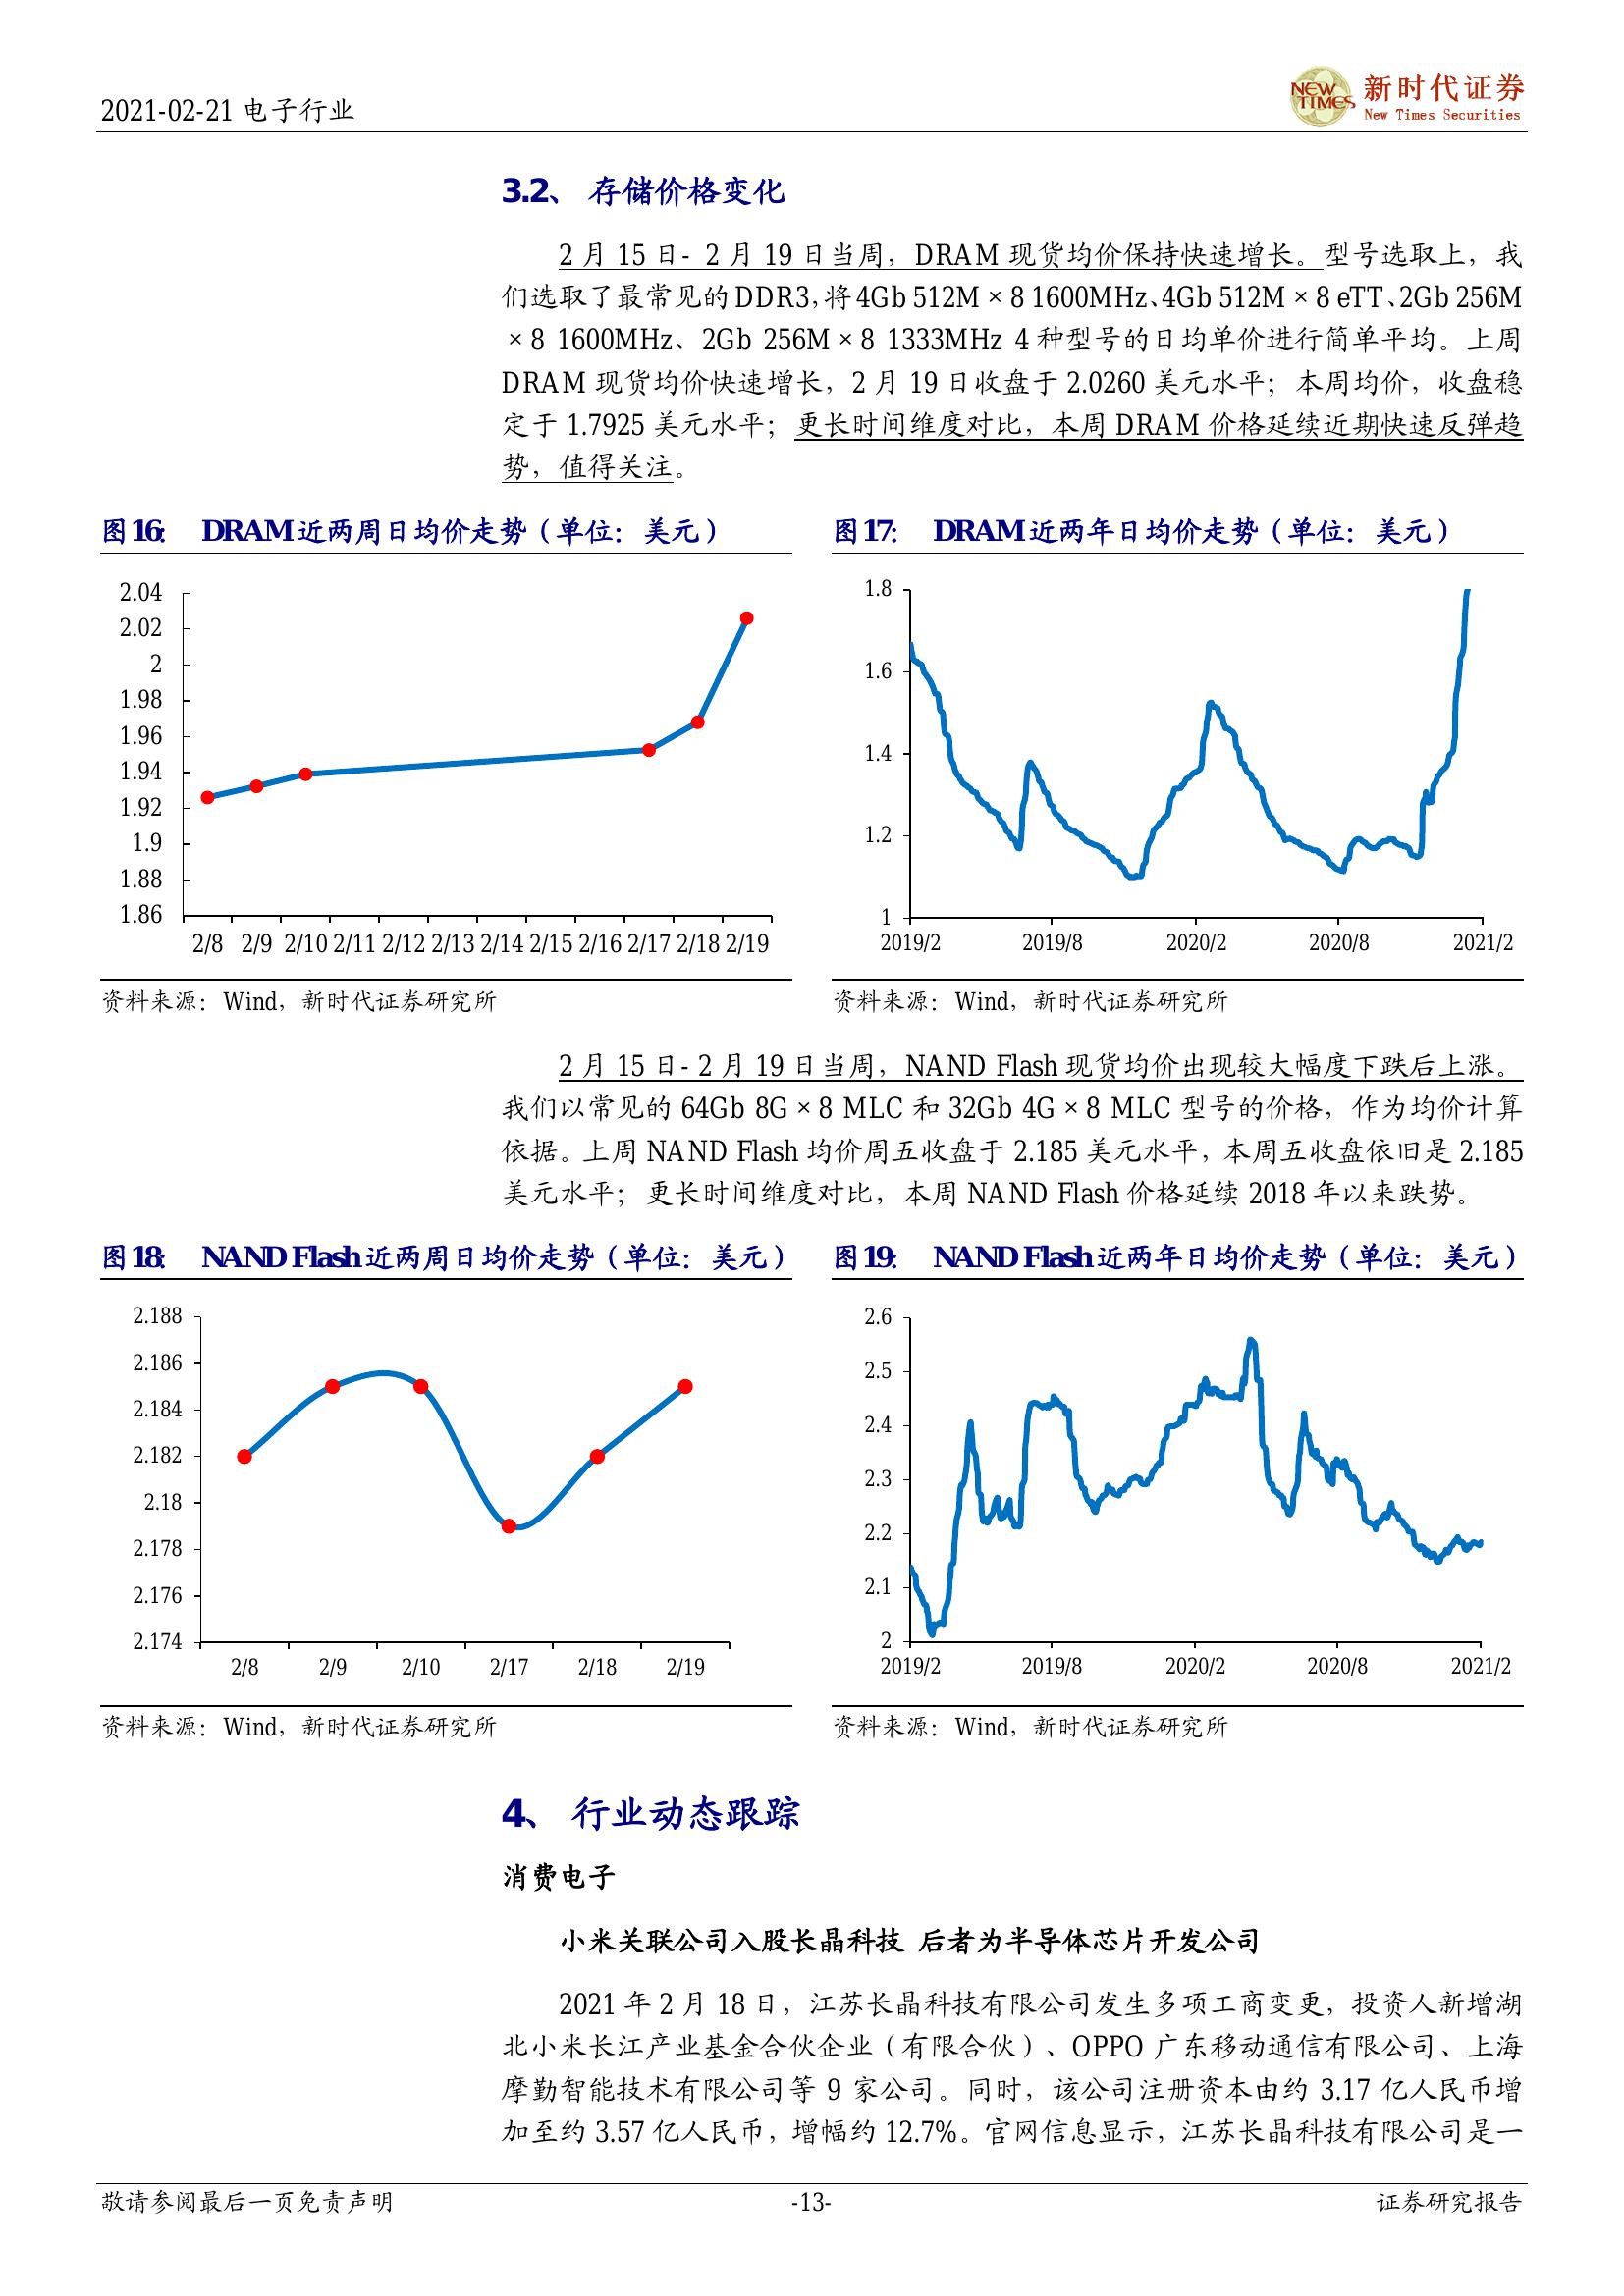 2021-02-21 电子行业
NEW TIMES
新时代证券
New Times Securities
3.2、 存储价格变化
2 月 15 日- 2 月 19 日当周，DRAM 现货均价保持快速增长。型号选取上，我
们选取了最常见的 DDR3，将 4Gb 512M×8 1600MHz、4Gb 512M×8 eTT、2Gb 256M
×8 1600MHz、2Gb 256M×8 1333MHz 4 种型号的日均单价进行简单平均。上周
DRAM 现货均价快速增长，2 月 19 日收盘于 2.0260 美元水平；本周均价，收盘稳
定于 1.7925 美元水平；更长时间维度对比，本周 DRAM 价格延续近期快速反弹趋
势，值得关注。
图16： DRAM近两周日均价走势（单位：美元）
2.04
2.02
2
1.98
1.96
1.94
1.92
1.9
1.88
1.86
2/8 2/9 2/10 2/11 2/12 2/13 2/14 2/15 2/16 2/17 2/18 2/19
资料来源：Wind，新时代证券研究所
图17： DRAM近两年日均价走势（单位：美元）
1.8
1.6
1.4
1.2
1
2019/2 2019/8 2020/2 2020/8 2021/2
资料来源：Wind，新时代证券研究所
2 月 15 日- 2 月 19 日当周，NAND Flash 现货均价出现较大幅度下跌后上涨。
我们以常见的 64Gb 8G×8 MLC 和 32Gb 4G×8 MLC 型号的价格，作为均价计算
依据。上周 NAND Flash 均价周五收盘于 2.185 美元水平，本周五收盘依旧是 2.185
美元水平；更长时间维度对比，本周 NAND Flash 价格延续 2018 年以来跌势。
图18： NAND Flash近两周日均价走势（单位：美元）
2.188
2.186
2.184
2.182
2.18
2.178
2.176
2.174
2/8 2/9 2/10 2/17 2/18 2/19
资料来源：Wind，新时代证券研究所
图19： NAND Flash近两年日均价走势（单位：美元）
2.6
2.5
2.4
2.3
2.2
2.1
2
2019/2 2019/8 2020/2 2020/8 2021/2
资料来源：Wind，新时代证券研究所
4、 行业动态跟踪
消费电子
小米关联公司入股长晶科技 后者为半导体芯片开发公司
2021 年 2 月 18 日，江苏长晶科技有限公司发生多项工商变更，投资人新增湖
北小米长江产业基金合伙企业（有限合伙）、OPPO 广东移动通信有限公司、上海
摩勤智能技术有限公司等 9 家公司。同时，该公司注册资本由约 3.17 亿人民币增
加至约 3.57 亿人民币，增幅约 12.7%。官网信息显示，江苏长晶科技有限公司是一
敬请参阅最后一页免责声明
-13-
证券研究报告